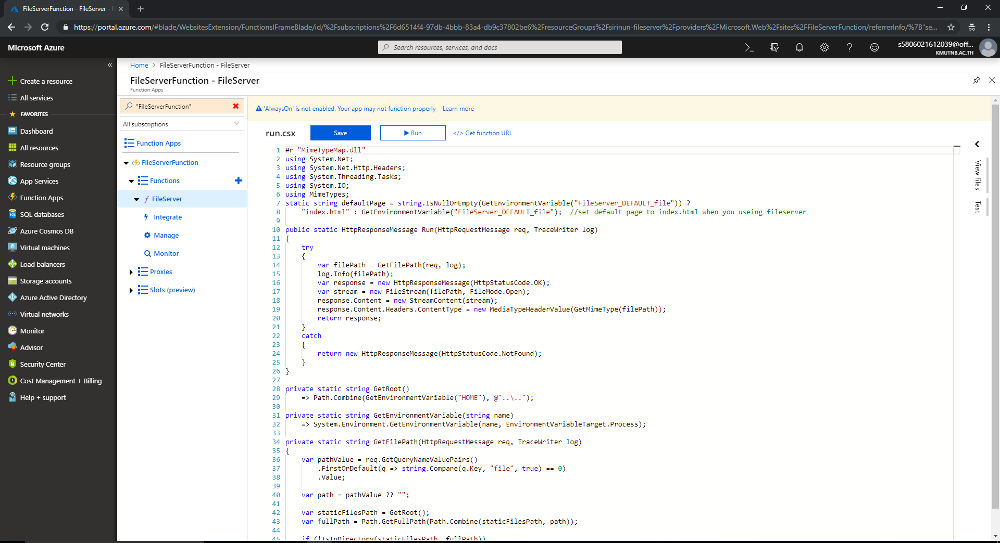 FileServerFunction - FileServer -
https://portal.azure.com/#blade/WebsitesExtension/FunctionsIFrameBlade/id/%2Fsubscriptions%2F6d6514f4-97db-4bbb-83a4-db9c37802be6%2FresourceGroups%2Fsirinun-fileserver%2Fproviders%2FMicrosoft.Web%2Fsites%2FFileServerFunction/referrerInfo/%7B"se...
Microsoft Azure
Search resources, services, and docs
s5806021612039@off...
KMUTNB.AC.TH
Create a resource
All services
FAVORITES
Dashboard
All resources
Resource groups
App Services
Function Apps
SQL databases
Azure Cosmos DB
Virtual machines
Load balancers
Storage accounts
Azure Active Directory
Virtual networks
Monitor
Advisor
Security Center
Cost Management + Billing
Help + support
Home > FileServerFunction - FileServer
FileServerFunction - FileServer
Function Apps
"FileServerFunction"
All subscriptions
Function Apps
FileServerFunction
Functions
FileServer
Integrate
Manage
Monitor
Proxies
Slots (preview)
'AlwaysOn' is not enabled. Your app may not function properly Learn more
run.csx Save Run </> Get function URL
1 #r "MimeTypeMap.dll"
2 using System.Net;
3 using System.Net.Http.Headers;
4 using System.Threading.Tasks;
5 using System.IO;
6 using MimeTypes;
7 static string defaultPage = string.IsNullOrEmpty(GetEnvironmentVariable("FileServer_DEFAULT_file")) ?
8 "index.html" : GetEnvironmentVariable("FileServer_DEFAULT_file"); //set default page to index.html when you useing fileserver
9
10 public static HttpResponseMessage Run(HttpRequestMessage req, TraceWriter log)
11 {
12 try
13 {
14 var filePath = GetFilePath(req, log);
15 log.Info(filePath);
16 var response = new HttpResponseMessage(HttpStatusCode.OK);
17 var stream = new FileStream(filePath, FileMode.Open);
18 response.Content = new StreamContent(stream);
19 response.Content.Headers.ContentType = new MediaTypeHeaderValue(GetMimeType(filePath));
20 return response;
21 }
22 catch
23 {
24 return new HttpResponseMessage(HttpStatusCode.NotFound);
25 }
26 }
27
28 private static string GetRoot()
29 => Path.Combine(GetEnvironmentVariable("HOME"), @"..\..");
30
31 private static string GetEnvironmentVariable(string name)
32 => System.Environment.GetEnvironmentVariable(name, EnvironmentVariableTarget.Process);
33
34 private static string GetFilePath(HttpRequestMessage req, TraceWriter log)
35 {
36 var pathValue = req.GetQueryNameValuePairs()
37 .FirstOrDefault(q => string.Compare(q.Key, "file", true) == 0)
38 .Value;
39
40 var path = pathValue ?? "";
41
42 var staticFilesPath = GetRoot();
43 var fullPath = Path.GetFullPath(Path.Combine(staticFilesPath, path));
44
45 if (!IsInDirectory(staticFilesPath, fullPath))
View files
Test